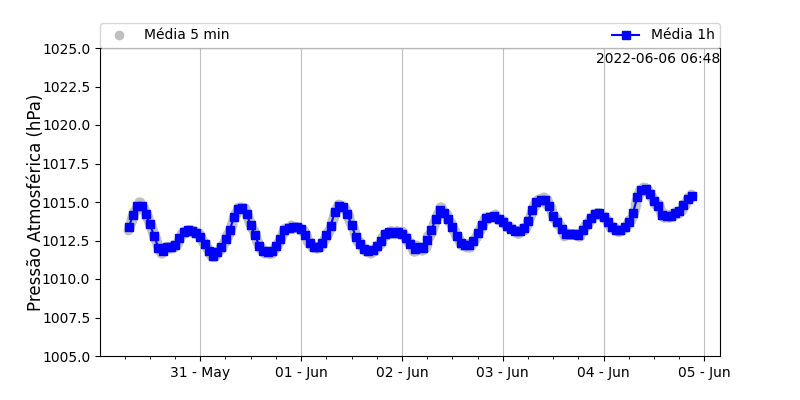 Média 5 min
Média 1h
2022-06-06 06:48
Pressão Atmosférica (hPa)
1025.0
1022.5
1020.0
1017.5
1015.0
1012.5
1010.0
1007.5
1005.0
31 - May
01 - Jun
02 - Jun
03 - Jun
04 - Jun
05 - Jun